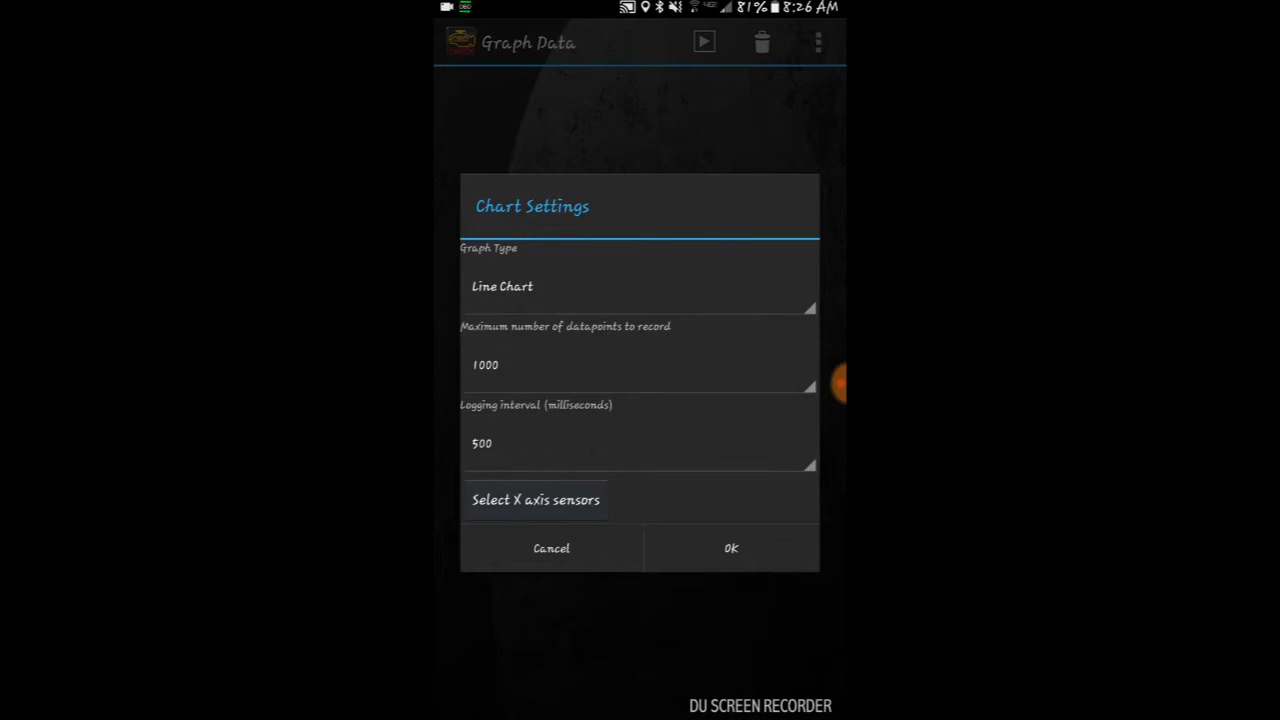 81% 8:26 AM
Graph Data
Chart Settings
Graph Type
Line Chart
Maximum number of datapoints to record
1000
Logging interval (milliseconds)
500
Select X axis sensors
Cancel
OK
DU SCREEN RECORDER